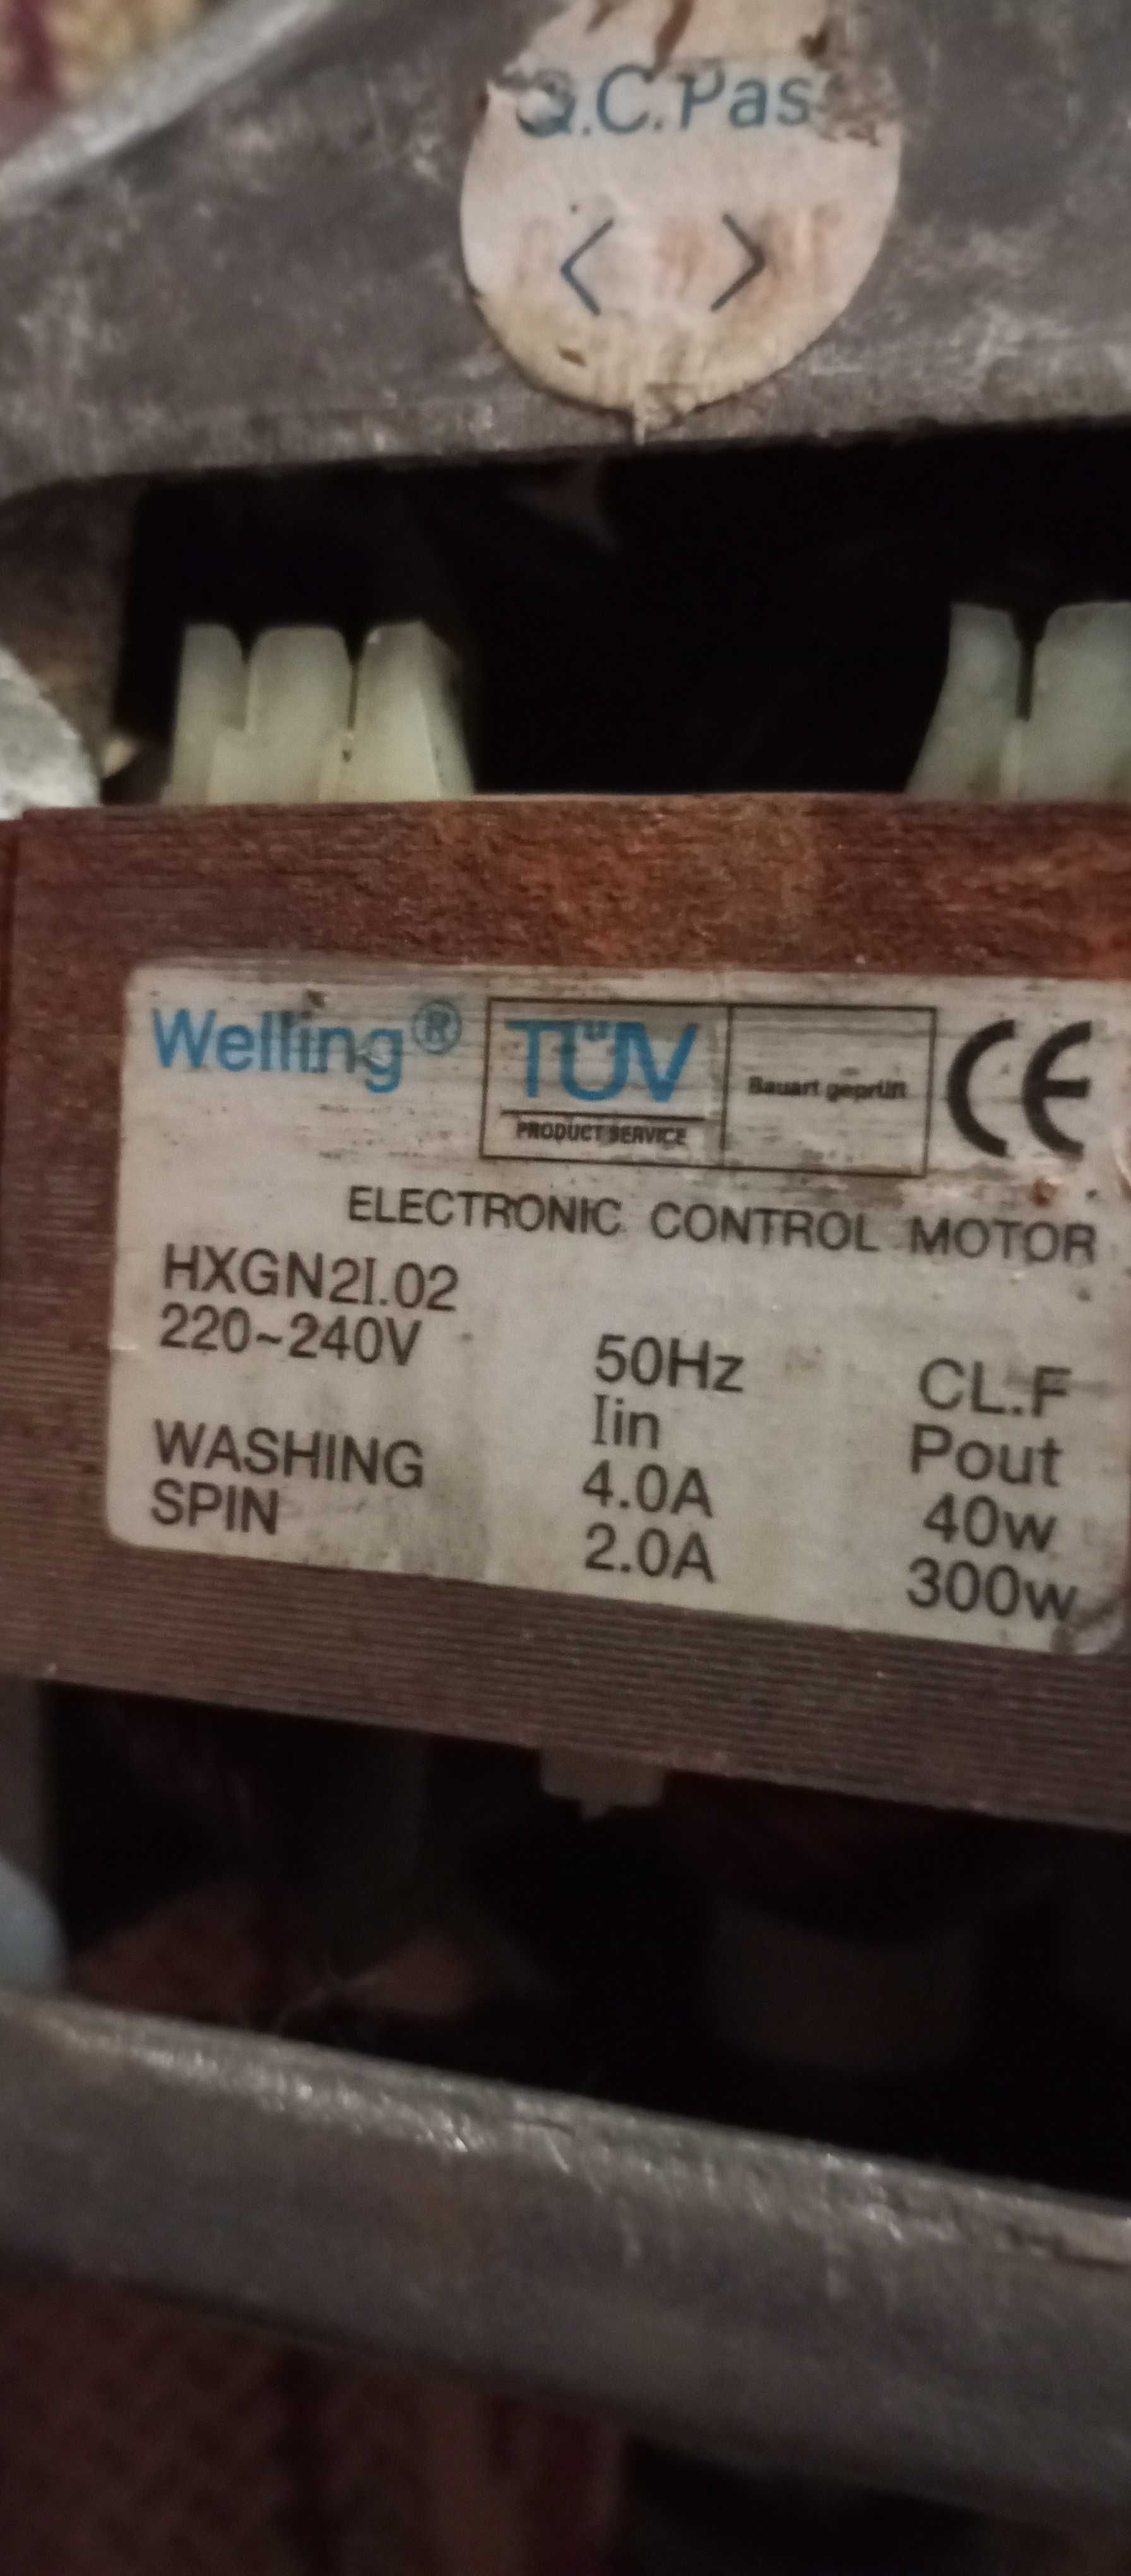 Q.C.Pas
< >
Welling® TÜV Bauart geprüft CE
PRODUCT SERVICE
ELECTRONIC CONTROL MOTOR
HXGN2I.02
220~240V 50Hz CL.F
Iin Pout
WASHING 4.0A 40w
SPIN 2.0A 300w